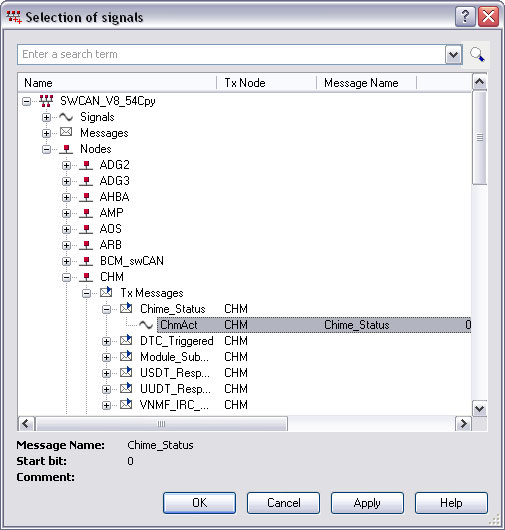 Selection of signals
Enter a search term
Name Tx Node Message Name
SWCAN_V8_54Cpy
Signals
Messages
Nodes
ADG2
ADG3
AHBA
AMP
AOS
ARB
BCM_swCAN
CHM
Tx Messages
Chime_Status CHM
ChmAct CHM Chime_Status 0
DTC_Triggered CHM
Module_Sub... CHM
USDT_Resp... CHM
UUDT_Resp... CHM
VNMF_IRC_... CHM
Message Name: Chime_Status
Start bit: 0
Comment:
OK Cancel Apply Help